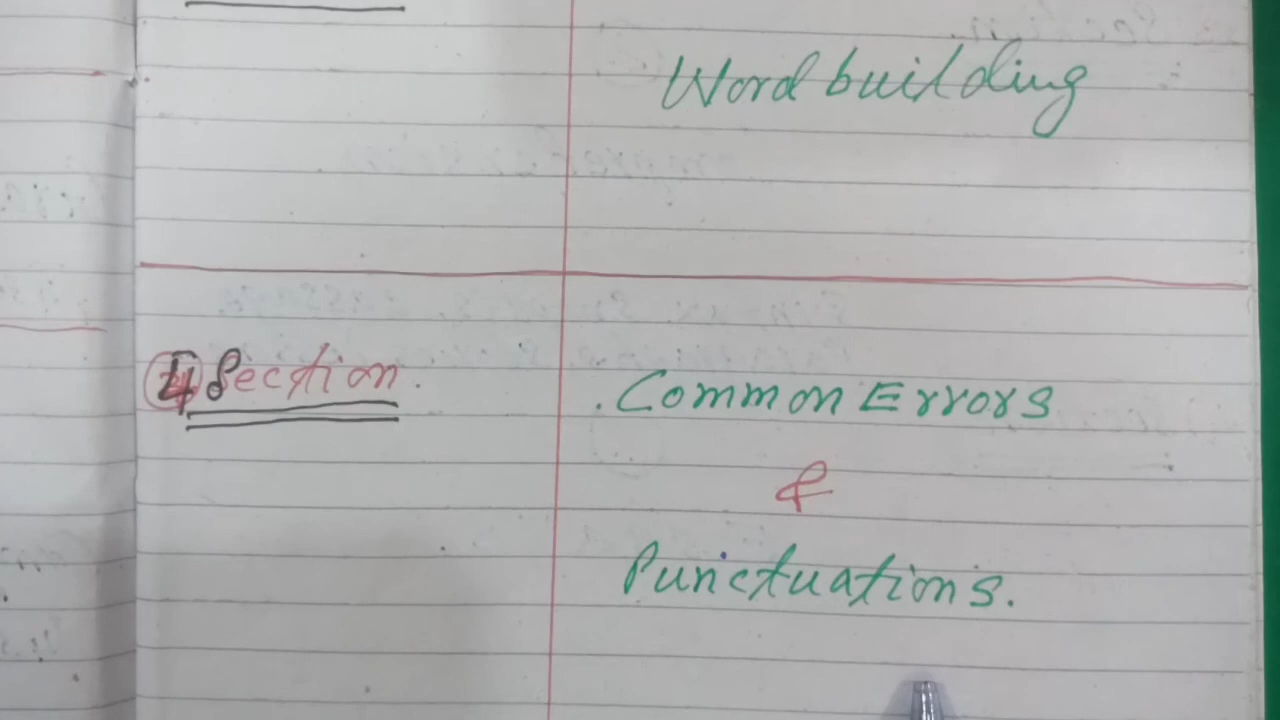 Word building
4 Section.
. Common Errors
&
Punctuations.